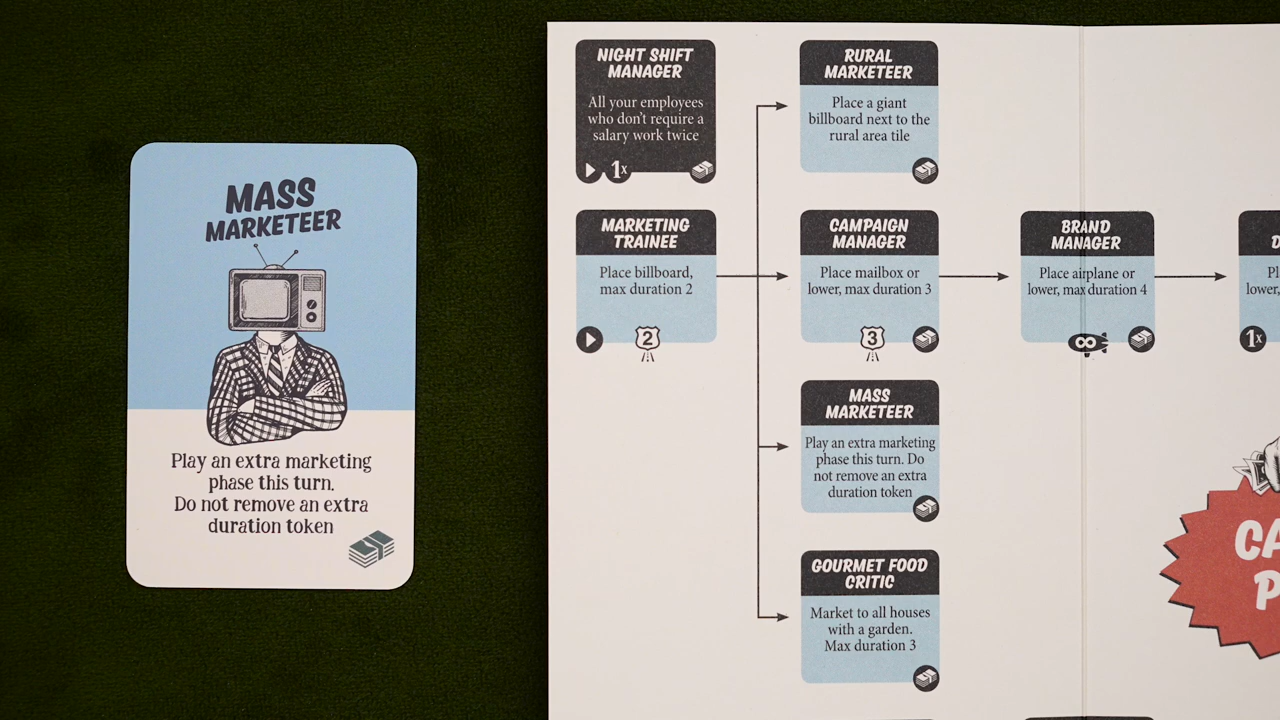 MASS
MARKETEER
Play an extra marketing
phase this turn.
Do not remove an extra
duration token
NIGHT SHIFT
MANAGER
All your employees
who don't require a
salary work twice
1x
RURAL
MARKETEER
Place a giant
billboard next to the
rural area tile
MARKETING
TRAINEE
Place billboard,
max duration 2
2
CAMPAIGN
MANAGER
Place mailbox or
lower, max duration 3
3
BRAND
MANAGER
Place airplane or
lower, max duration 4
∞
1x
MASS
MARKETEER
Play an extra marketing
phase this turn. Do
not remove an extra
duration token
GOURMET FOOD
CRITIC
Market to all houses
with a garden.
Max duration 3